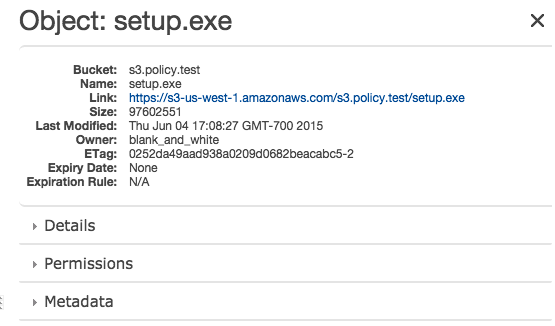 Object: setup.exe
Bucket: s3.policy.test
Name: setup.exe
Link: https://s3-us-west-1.amazonaws.com/s3.policy.test/setup.exe
Size: 97602551
Last Modified: Thu Jun 04 17:08:27 GMT-700 2015
Owner: blank_and_white
ETag: 0252da49aad938a0209d0682beacabc5-2
Expiry Date: None
Expiration Rule: N/A
Details
Permissions
Metadata